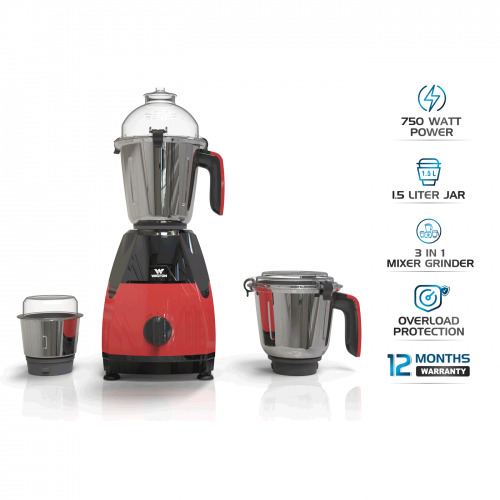 WALTON
750 WATT
POWER
1.5 L
1.5 LITER JAR
3 IN 1
MIXER GRINDER
OVERLOAD
PROTECTION
12 MONTHS
WARRANTY